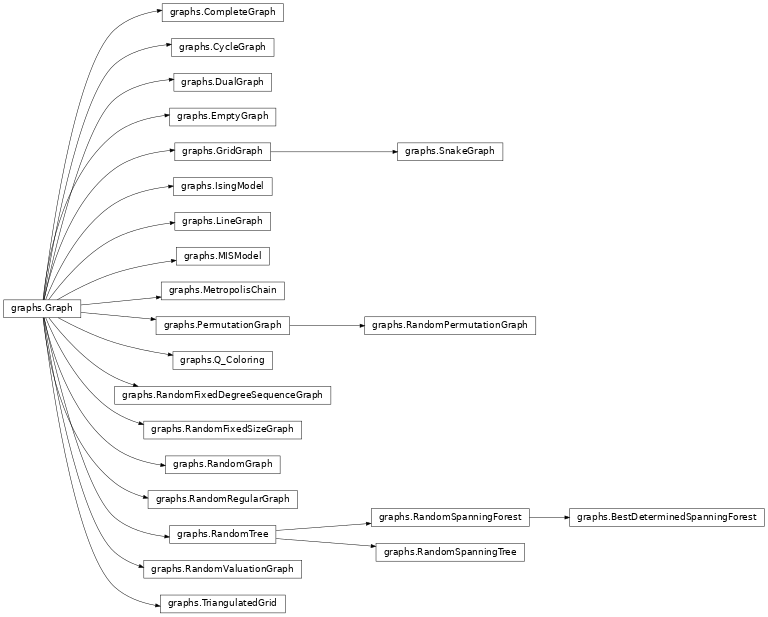 graphs.CompleteGraph
graphs.CycleGraph
graphs.DualGraph
graphs.EmptyGraph
graphs.GridGraph
graphs.SnakeGraph
graphs.IsingModel
graphs.LineGraph
graphs.MISModel
graphs.MetropolisChain
graphs.Graph
graphs.PermutationGraph
graphs.RandomPermutationGraph
graphs.Q_Coloring
graphs.RandomFixedDegreeSequenceGraph
graphs.RandomFixedSizeGraph
graphs.RandomGraph
graphs.RandomRegularGraph
graphs.RandomSpanningForest
graphs.BestDeterminedSpanningForest
graphs.RandomTree
graphs.RandomSpanningTree
graphs.RandomValuationGraph
graphs.TriangulatedGrid